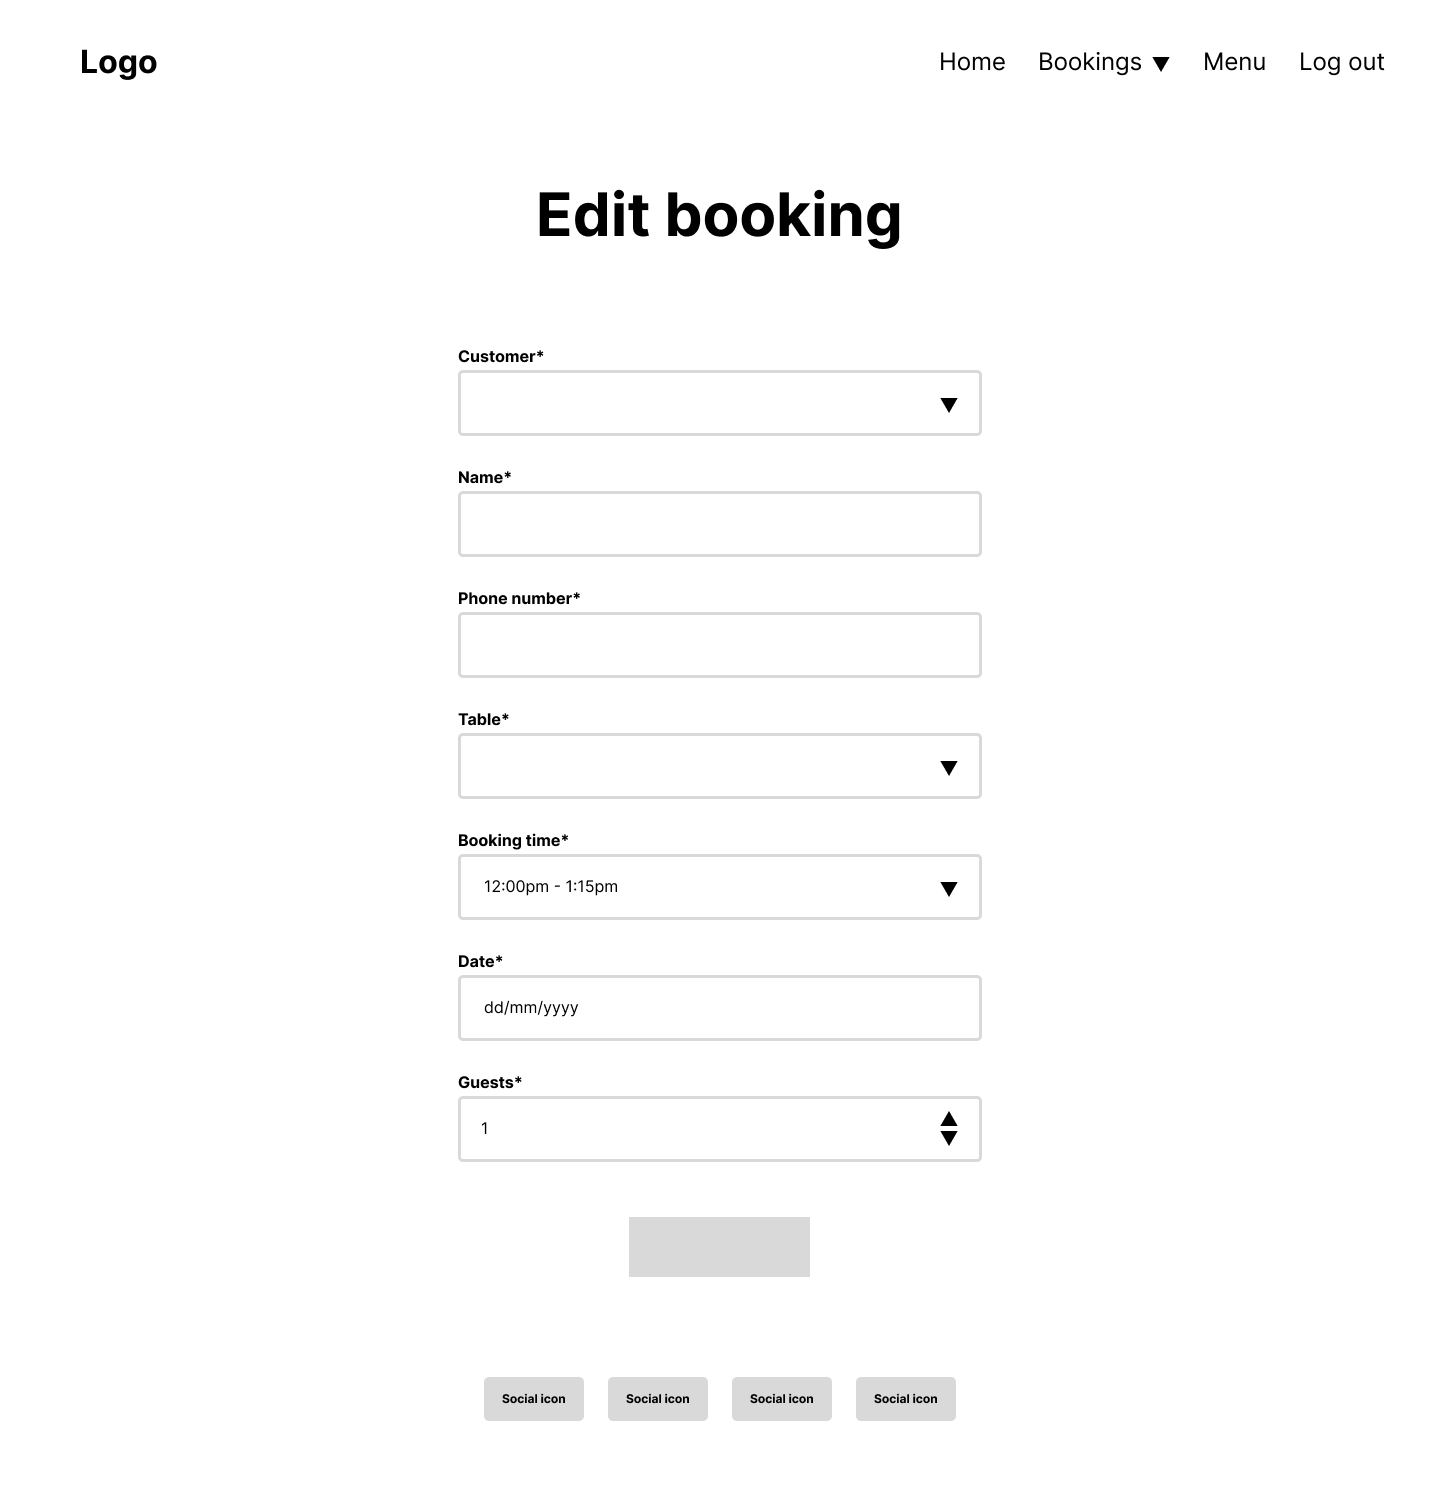 Logo
Home Bookings ▼ Menu Log out
Edit booking
Customer*
Name*
Phone number*
Table*
Booking time*
12:00pm - 1:15pm
Date*
dd/mm/yyyy
Guests*
1
Social icon Social icon Social icon Social icon